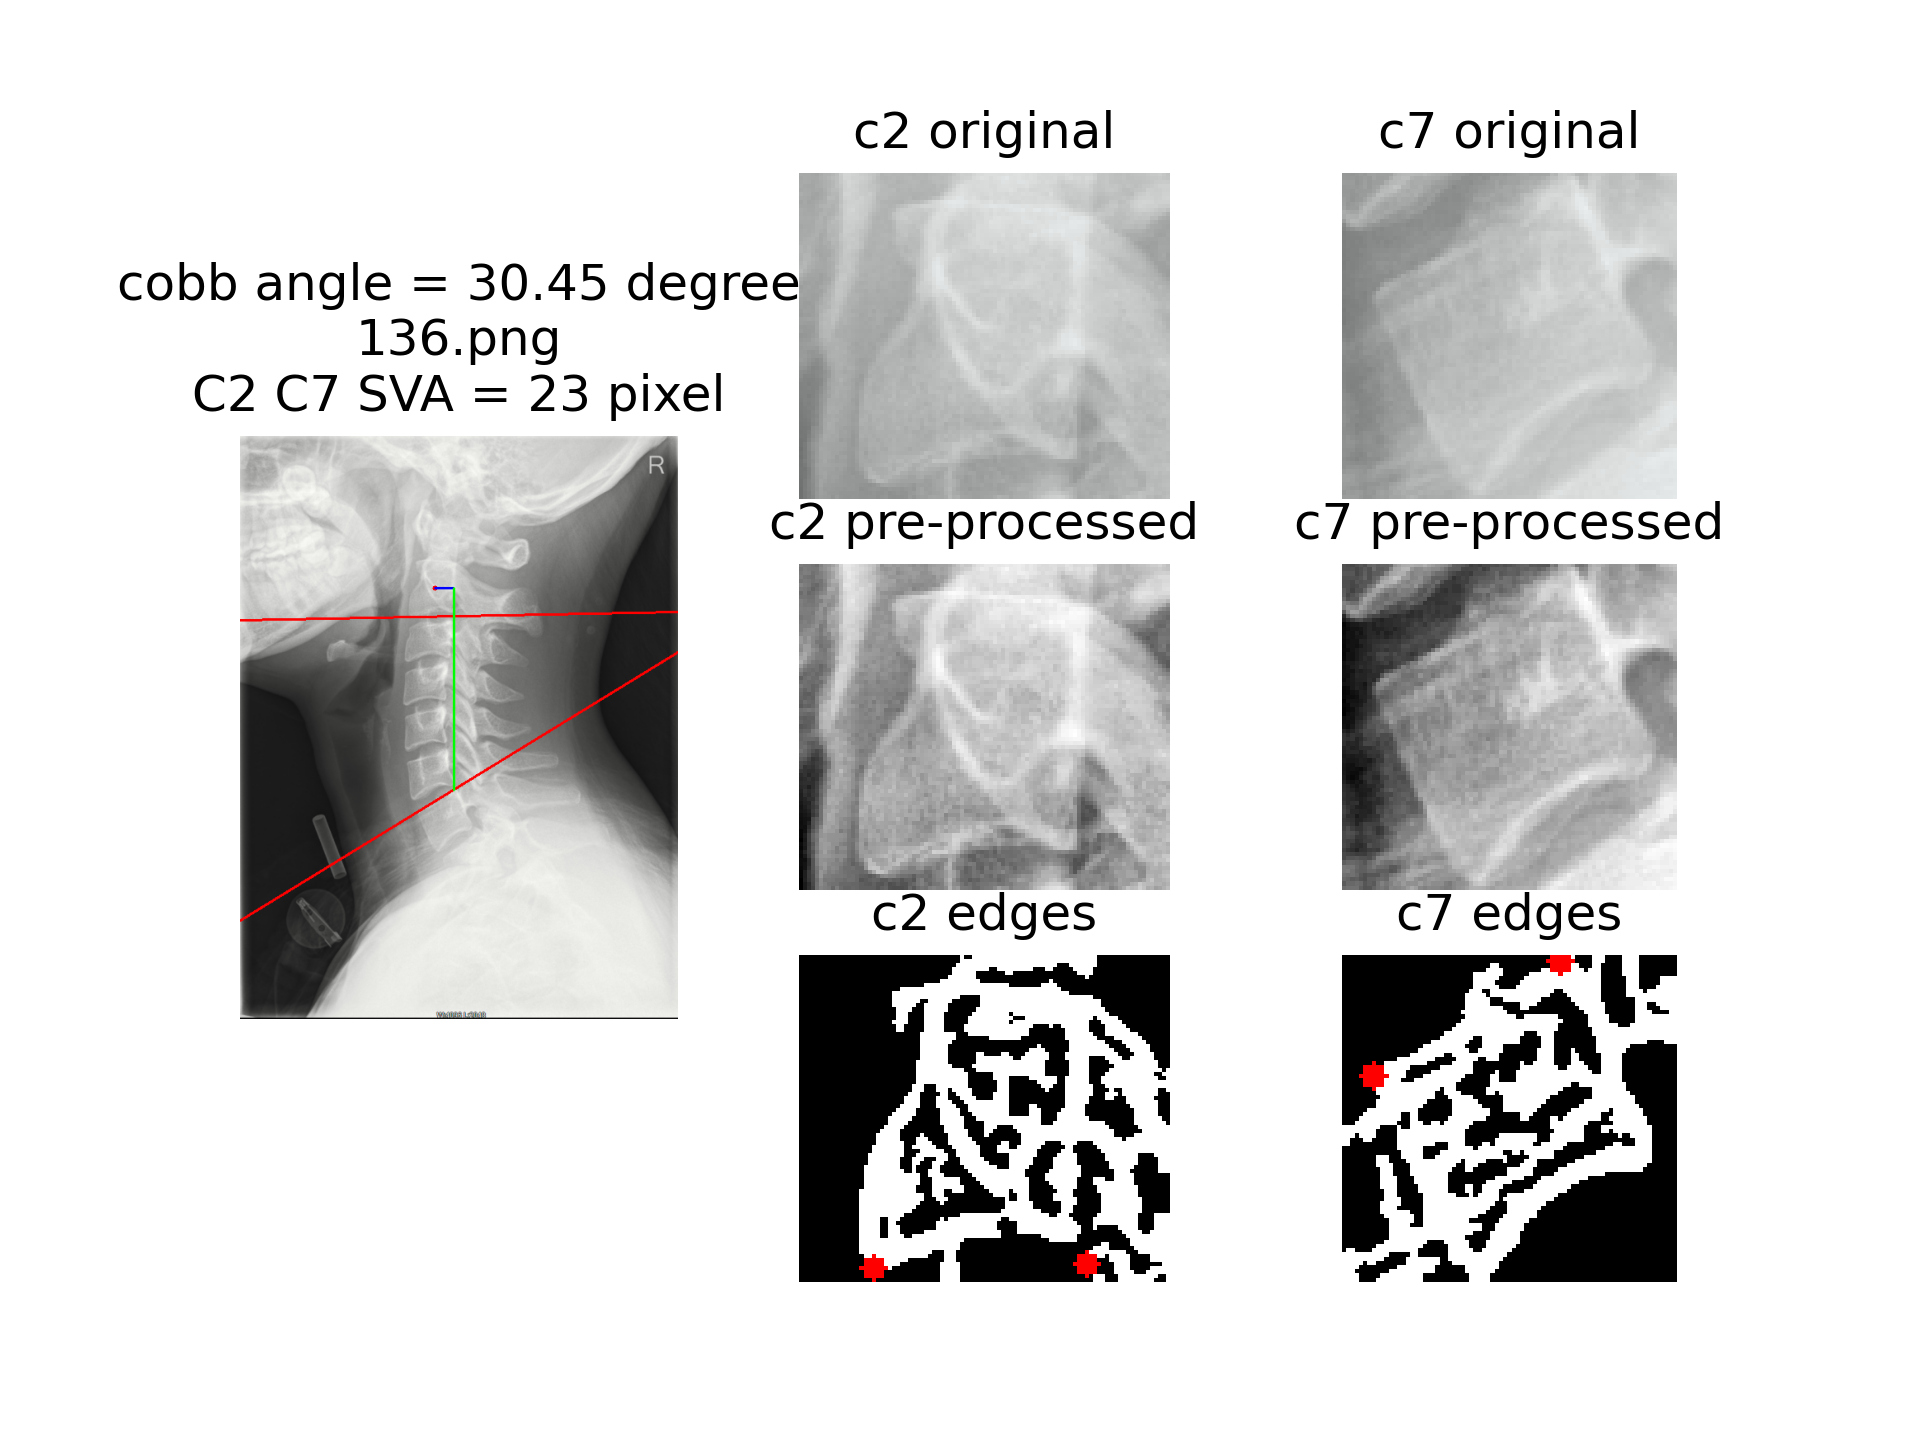 cobb angle = 30.45 degree
136.png
C2 C7 SVA = 23 pixel
R
c2 original
c7 original
c2 pre-processed
c7 pre-processed
c2 edges
c7 edges